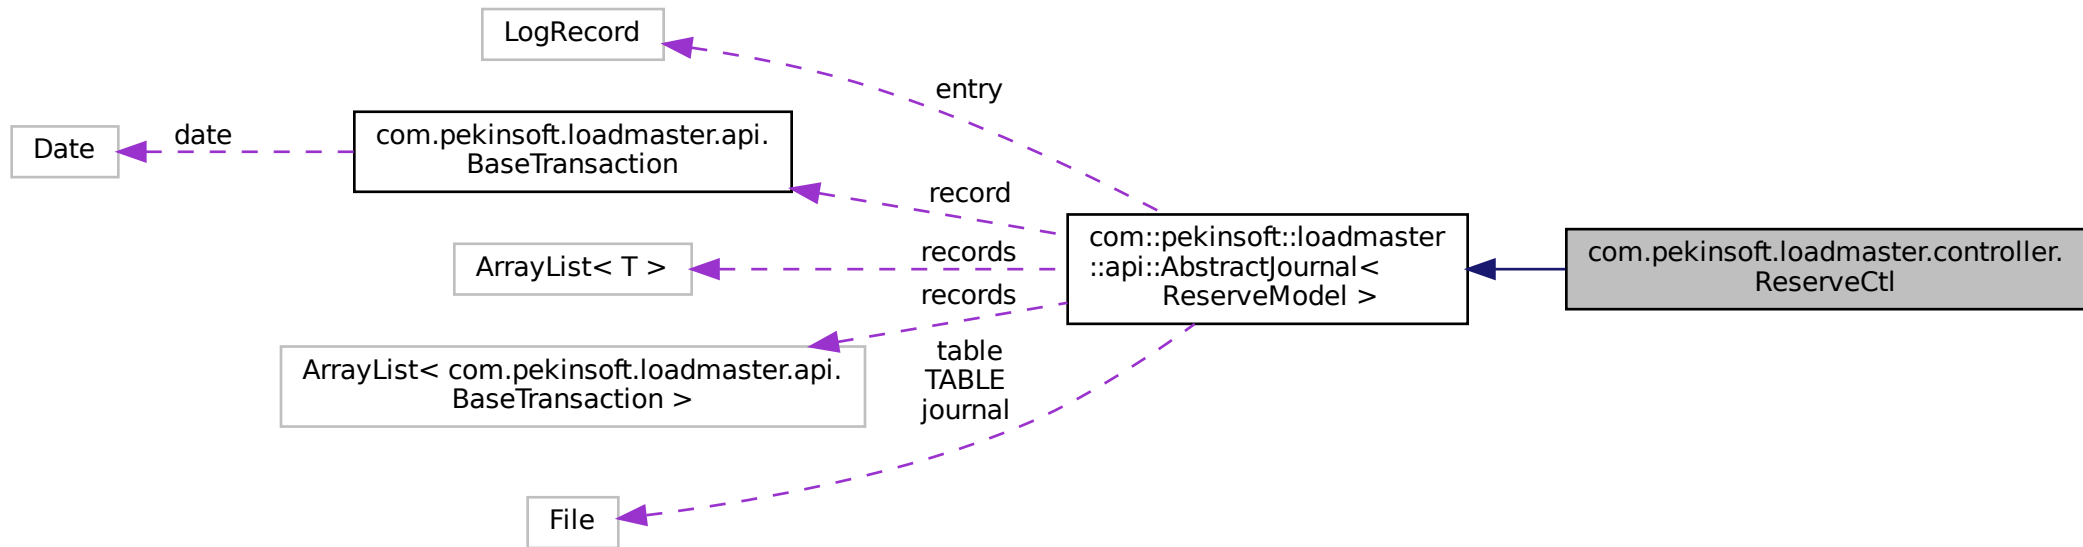 LogRecord
entry
Date
date
com.pekinsoft.loadmaster.api.
BaseTransaction
record
ArrayList< T >
records
records
ArrayList< com.pekinsoft.loadmaster.api.
BaseTransaction >
table
TABLE
journal
File
com::pekinsoft::loadmaster
::api::AbstractJournal<
ReserveModel >
com.pekinsoft.loadmaster.controller.
ReserveCtl